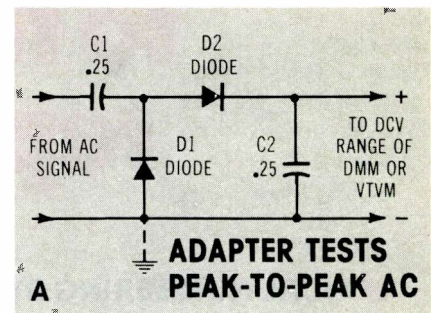 C1
.25
D2
DIODE
FROM AC
SIGNAL
D1
DIODE
C2
.25
+
TO DCV
RANGE OF
DMM OR
VTVM
−
ADAPTER TESTS
PEAK-TO-PEAK AC
A